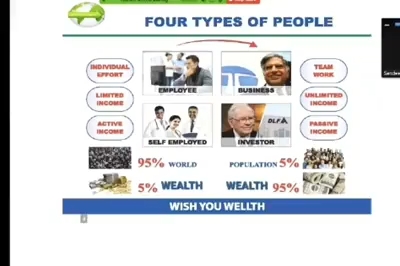 FOUR TYPES OF PEOPLE
INDIVIDUAL
EFFORT
EMPLOYEE
BUSINESS
TEAM
WORK
LIMITED
INCOME
UNLIMITED
INCOME
ACTIVE
INCOME
DLF
PASSIVE
INCOME
SELF EMPLOYED
INVESTOR
95% WORLD
POPULATION 5%
5% WEALTH
WEALTH 95%
WISH YOU WELLTH